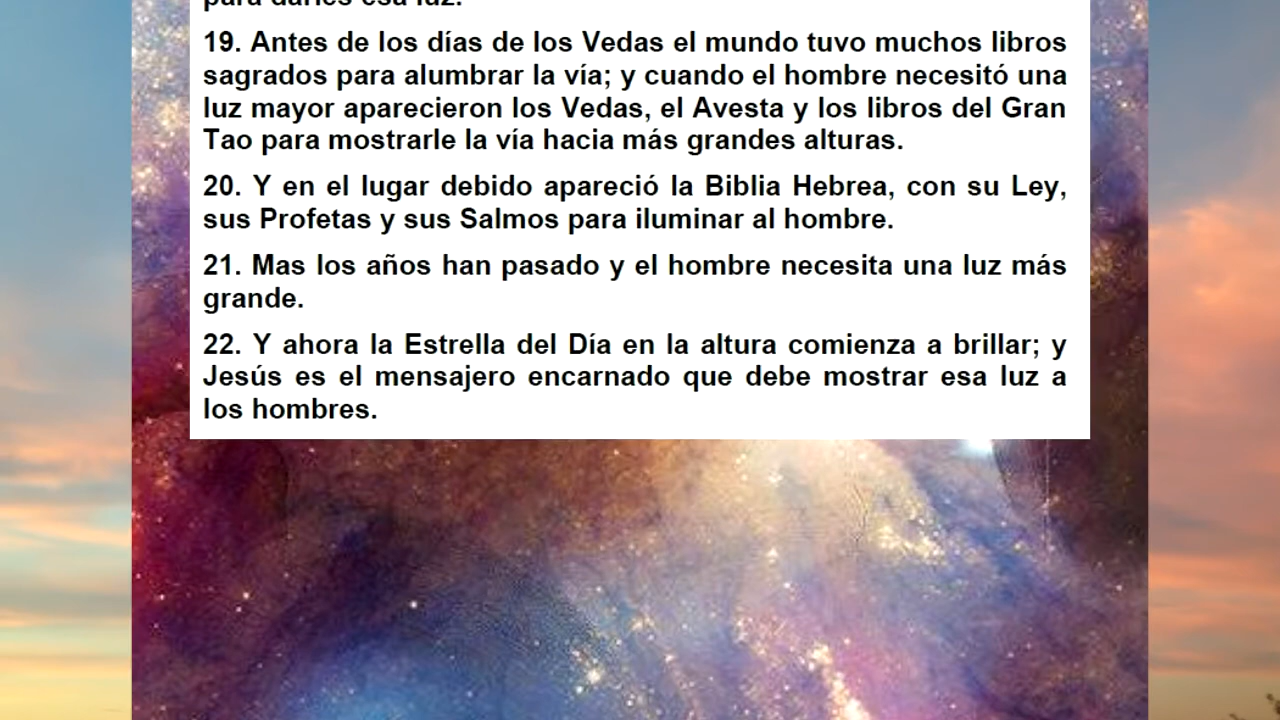 para darles esa luz.
19. Antes de los días de los Vedas el mundo tuvo muchos libros
sagrados para alumbrar la vía; y cuando el hombre necesitó una
luz mayor aparecieron los Vedas, el Avesta y los libros del Gran
Tao para mostrarle la vía hacia más grandes alturas.
20. Y en el lugar debido apareció la Biblia Hebrea, con su Ley,
sus Profetas y sus Salmos para iluminar al hombre.
21. Mas los años han pasado y el hombre necesita una luz más
grande.
22. Y ahora la Estrella del Día en la altura comienza a brillar; y
Jesús es el mensajero encarnado que debe mostrar esa luz a
los hombres.